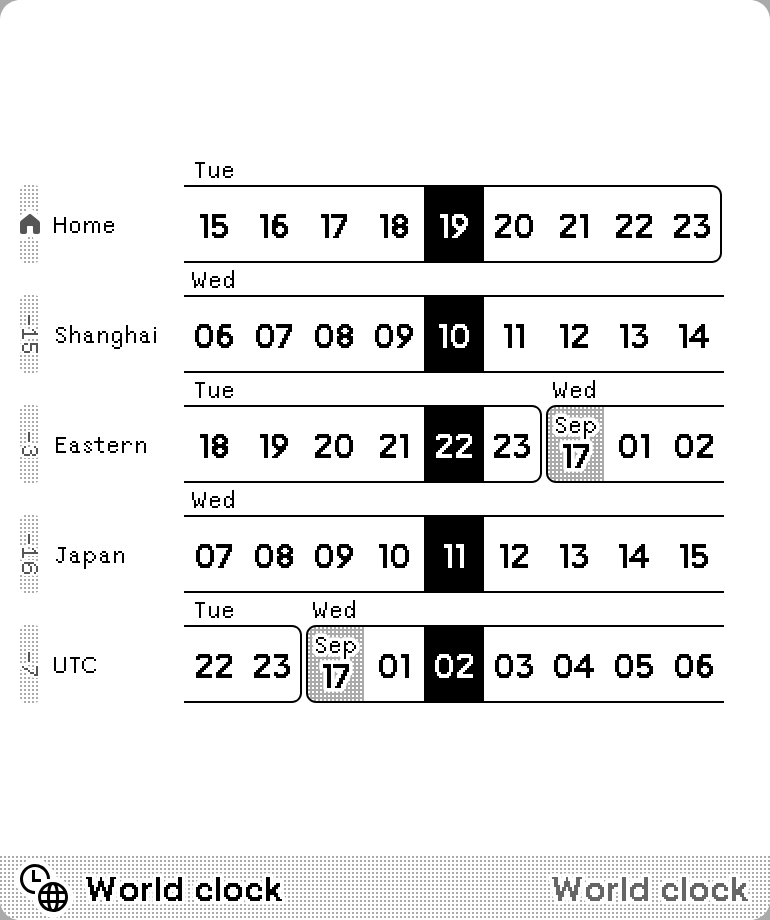 Tue
Home 15 16 17 18 19 20 21 22 23
Wed
-15 Shanghai 06 07 08 09 10 11 12 13 14
Tue Wed
-3 Eastern 18 19 20 21 22 23 Sep 17 01 02
Wed
-16 Japan 07 08 09 10 11 12 13 14 15
Tue Wed
-7 UTC 22 23 Sep 17 01 02 03 04 05 06
World clock World clock